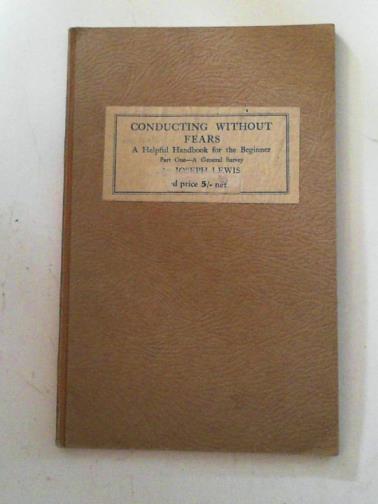 CONDUCTING WITHOUT
FEARS
A Helpful Handbook for the Beginner
Part One—A General Survey
JOSEPH LEWIS
d price 5/- net